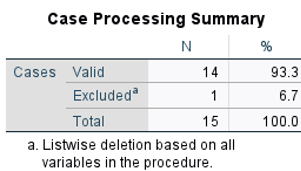 Case Processing Summary
N %
Cases Valid 14 93.3
Excludedª 1 6.7
Total 15 100.0
a. Listwise deletion based on all
variables in the procedure.